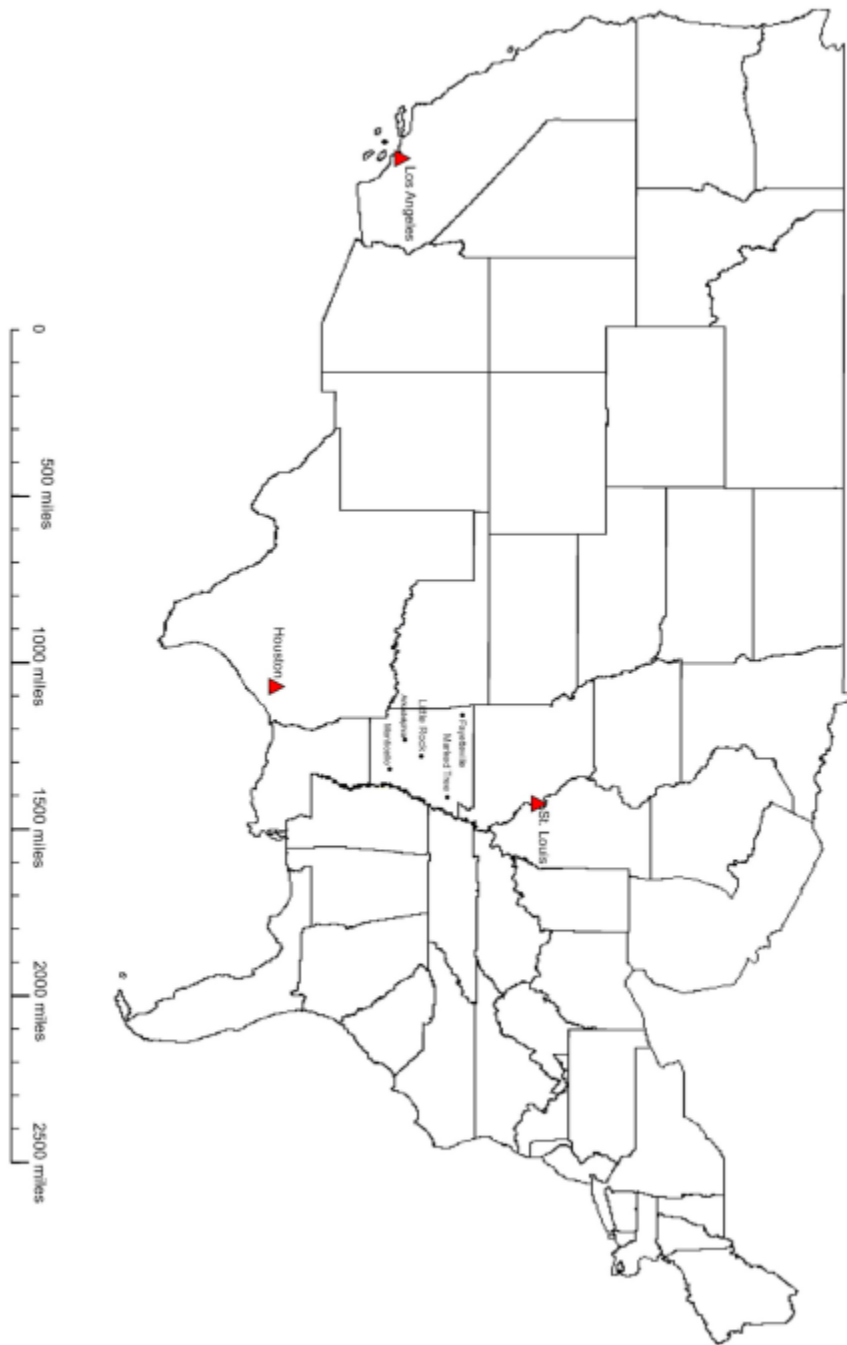 Los Angeles
Houston
St. Louis
Fayetteville
Marked Tree
Little Rock
Arkadelphia
Monticello
0
500 miles
1000 miles
1500 miles
2000 miles
2500 miles